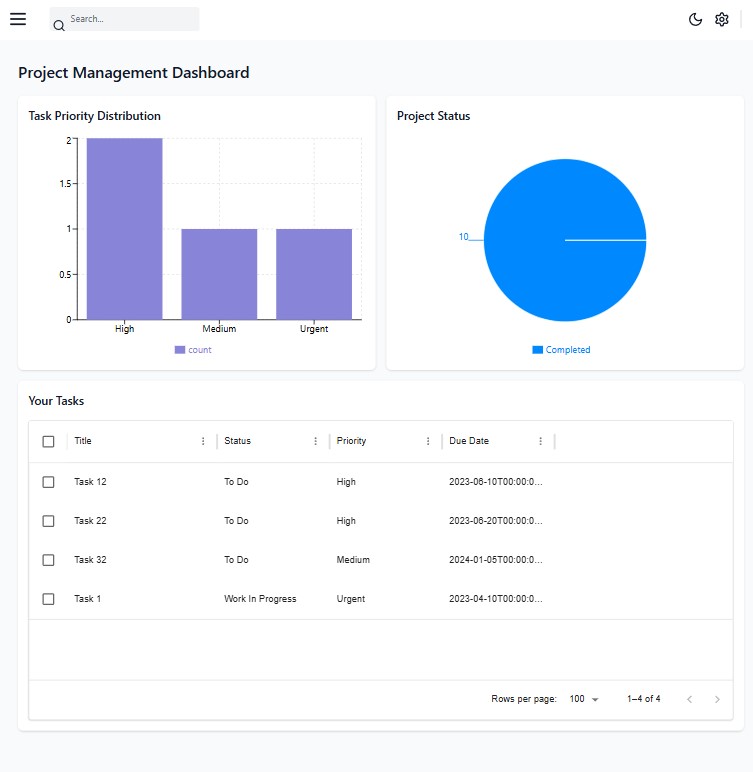 Search...
Project Management Dashboard
Task Priority Distribution
2
1.5
1
0.5
0
High Medium Urgent
count
Project Status
10
Completed
Your Tasks
Title Status Priority Due Date
Task 12 To Do High 2023-06-10T00:00:0...
Task 22 To Do High 2023-06-20T00:00:0...
Task 32 To Do Medium 2024-01-05T00:00:0...
Task 1 Work In Progress Urgent 2023-04-10T00:00:0...
Rows per page: 100 1–4 of 4